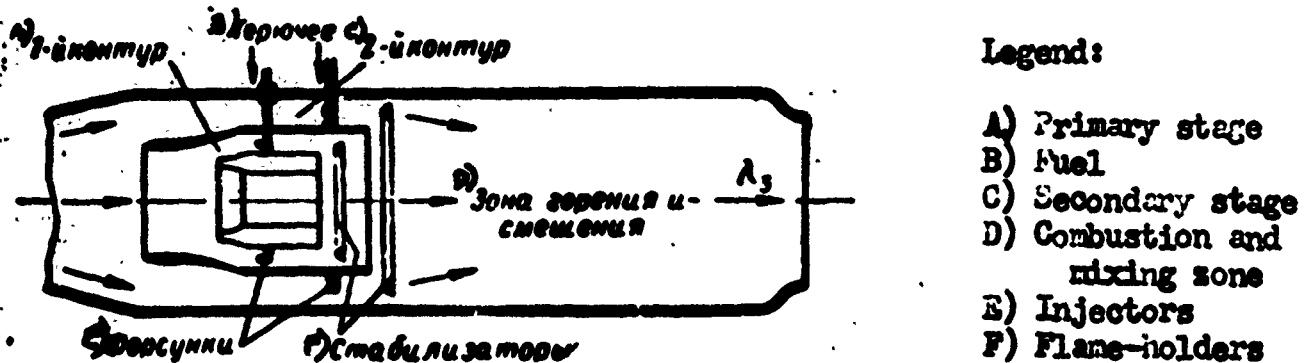 A) 1-й контур
B) Горючее
C) 2-й контур
D) Зона горения и
смешения
λ₃
E) Форсунки
F) Стабилизаторы
Legend:
A) Primary stage
B) Fuel
C) Secondary stage
D) Combustion and
mixing zone
E) Injectors
F) Flame-holders